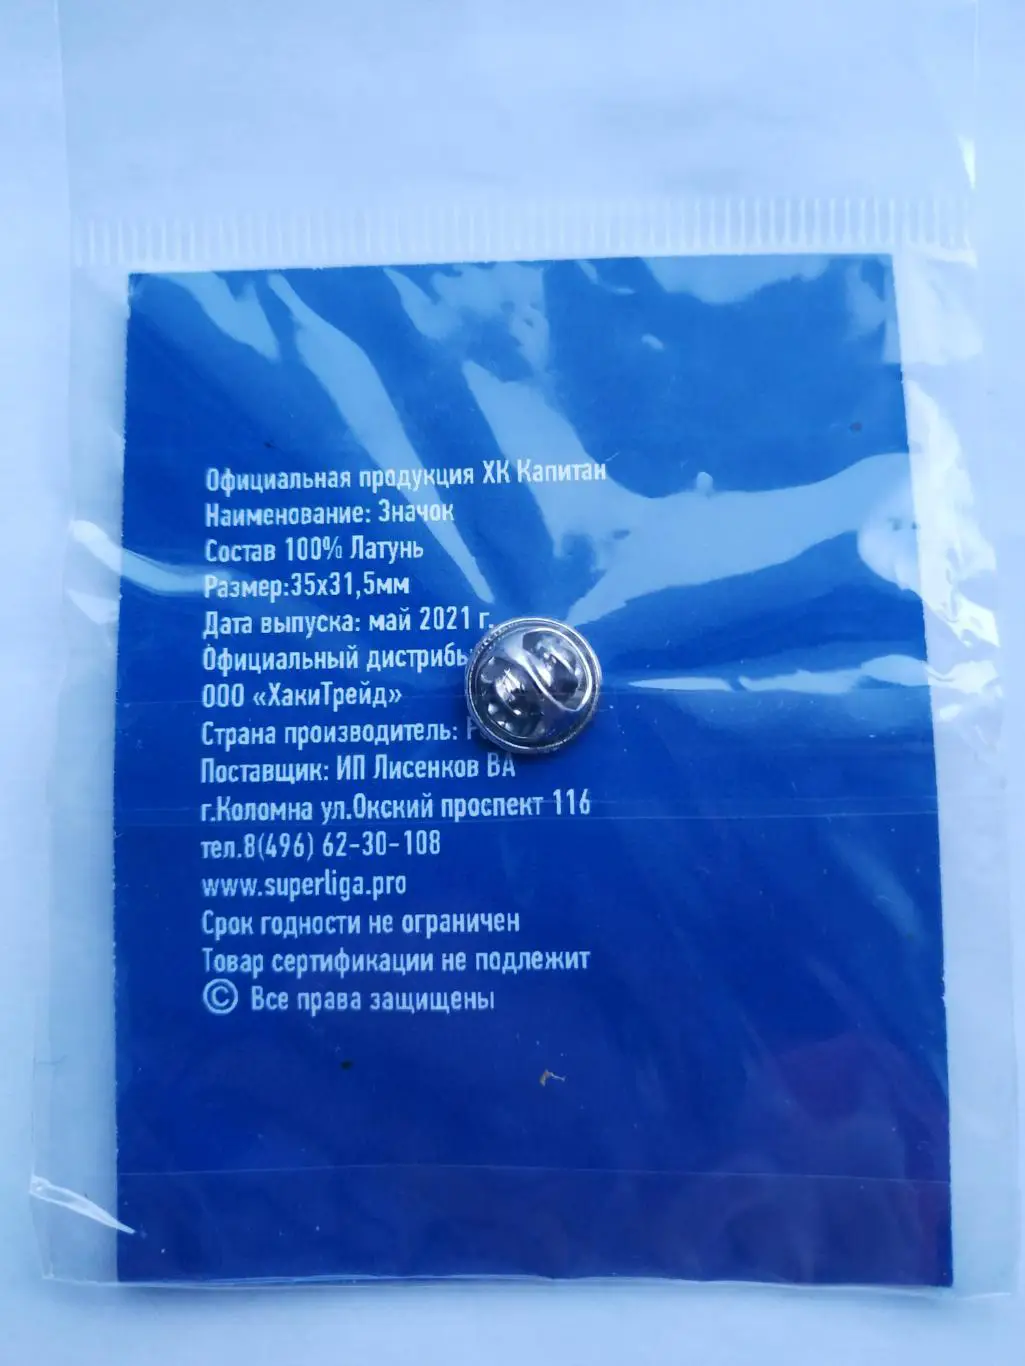 Официальная продукция ХК Капитан
Наименование: Значок
Состав 100% Латунь
Размер:35х31,5мм
Дата выпуска: май 2021 г.
Официальный
ООО «ХакиТрейд»
Страна производитель:
Поставщик: ИП Лисенков ВА
г.Коломна ул.Окский проспект 116
тел.8(496) 62-30-108
www.superliga.pro
Срок годности не ограничен
Товар сертификации не подлежит
© Все права защищены